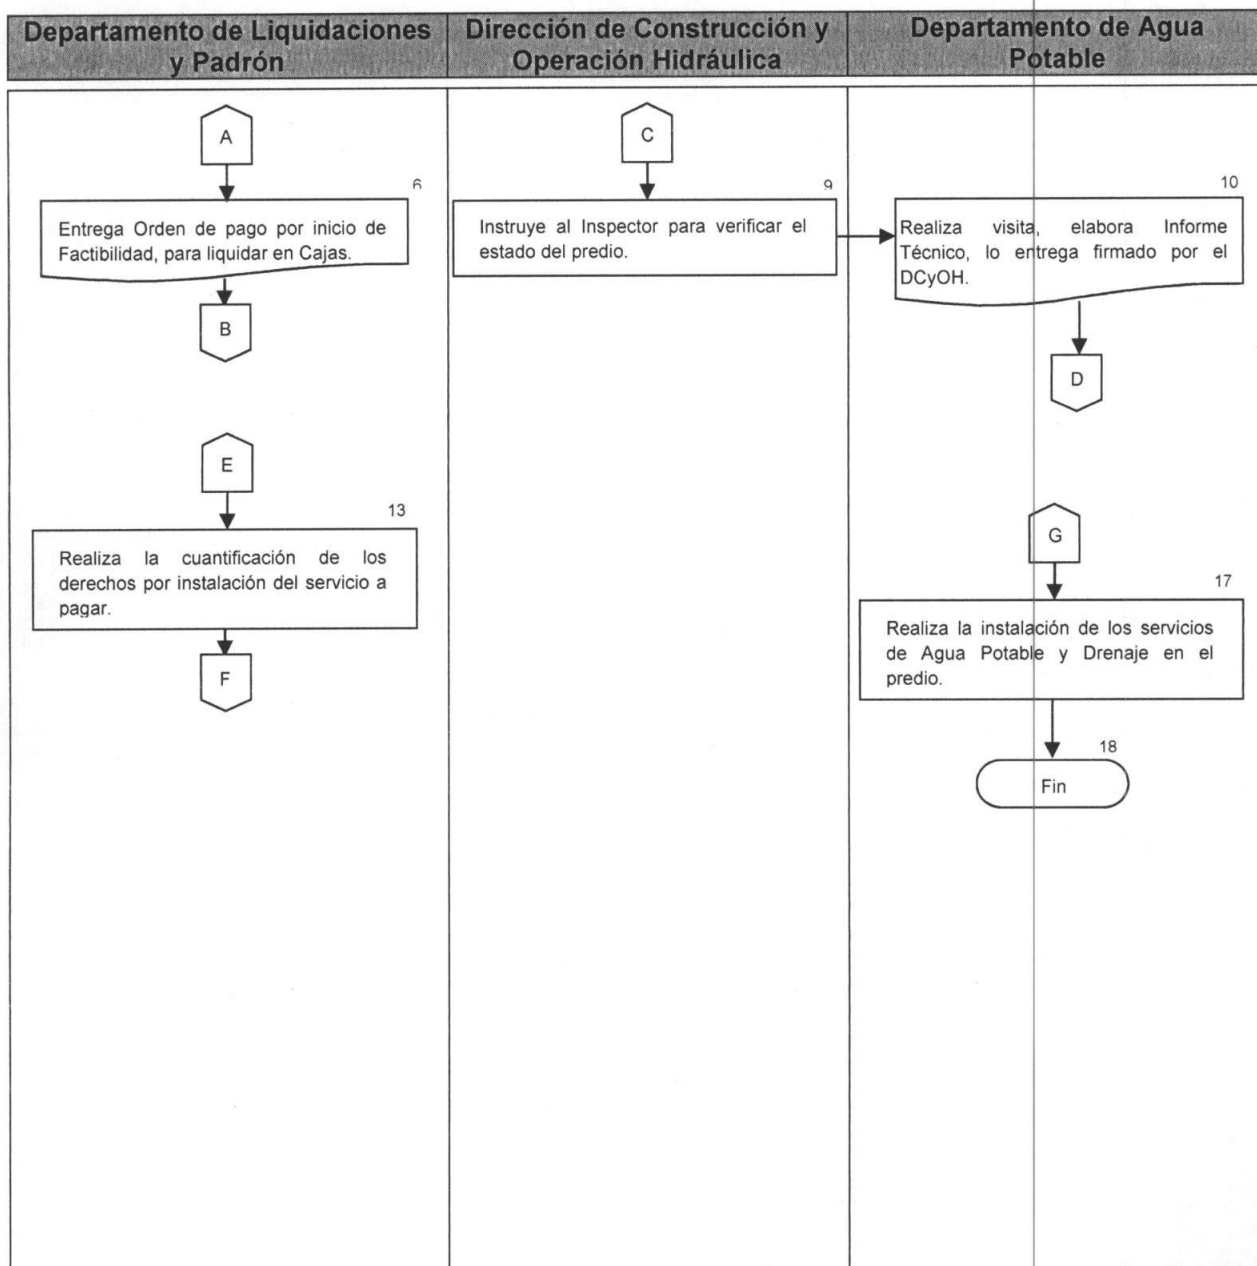 Departamento de Liquidaciones
y Padrón
Dirección de Construcción y
Operación Hidráulica
Departamento de Agua
Potable
A
6
Entrega Orden de pago por inicio de
Factibilidad, para liquidar en Cajas.
B
E
13
Realiza la cuantificación de los
derechos por instalación del servicio a
pagar.
F
C
9
Instruye al Inspector para verificar el
estado del predio.
10
Realiza visita, elabora Informe
Técnico, lo entrega firmado por el
DCyOH.
D
G
17
Realiza la instalación de los servicios
de Agua Potable y Drenaje en el
predio.
18
Fin